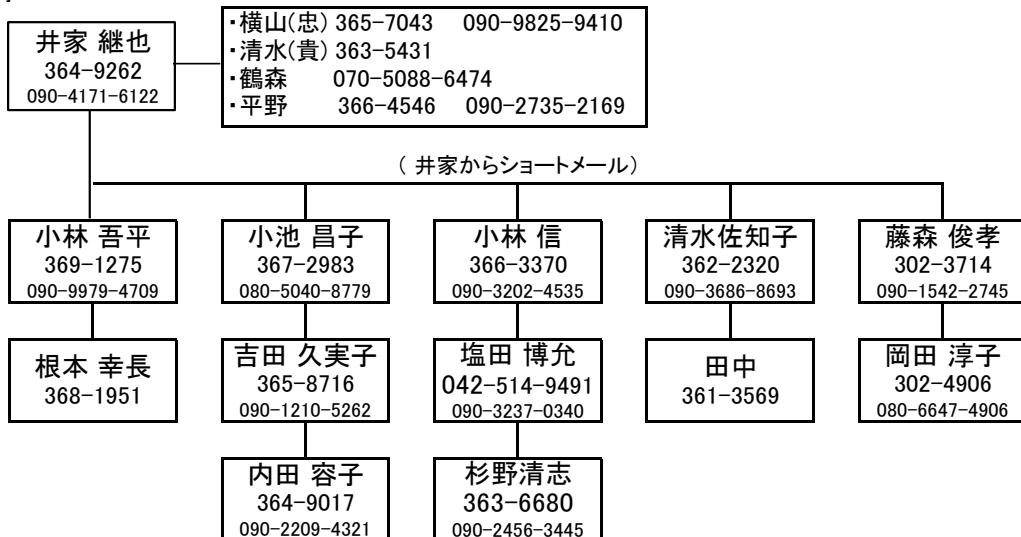 井家 継也
364-9262
090-4171-6122
・横山(忠) 365-7043 090-9825-9410
・清水(貴) 363-5431
・鶴森 070-5088-6474
・平野 366-4546 090-2735-2169
( 井家からショートメール)
小林 吾平
369-1275
090-9979-4709
小池 昌子
367-2983
080-5040-8779
小林 信
366-3370
090-3202-4535
清水佐知子
362-2320
090-3686-8693
藤森 俊孝
302-3714
090-1542-2745
根本 幸長
368-1951
吉田 久実子
365-8716
090-1210-5262
塩田 博允
042-514-9491
090-3237-0340
田中
361-3569
岡田 淳子
302-4906
080-6647-4906
内田 容子
364-9017
090-2209-4321
杉野清志
363-6680
090-2456-3445